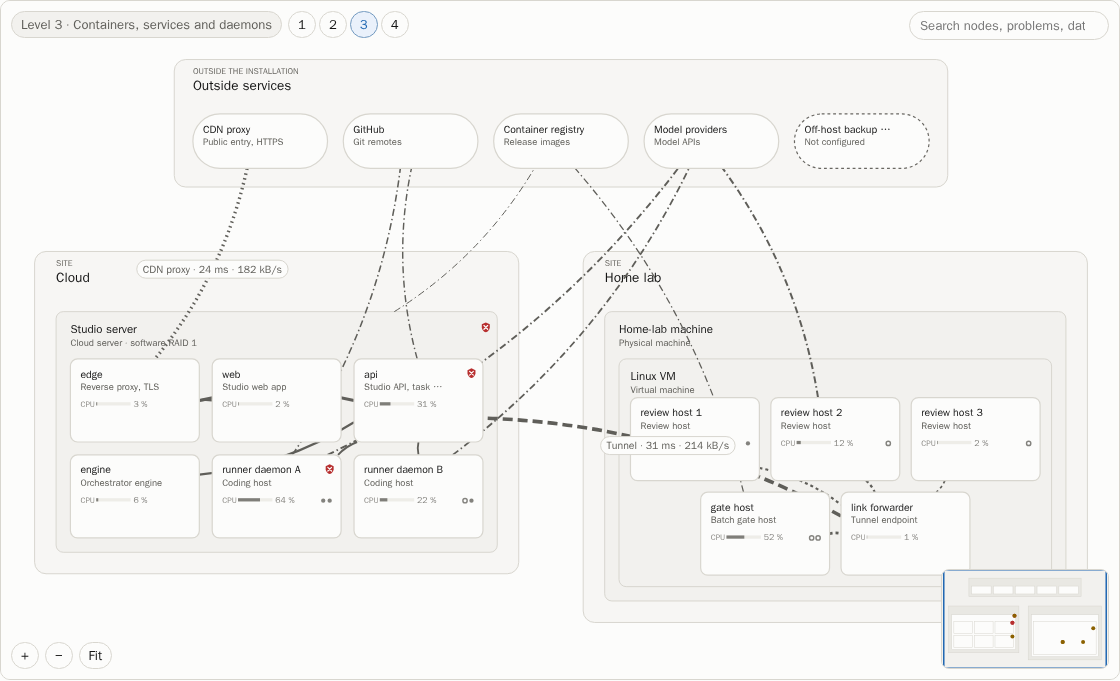 Level 3 · Containers, services and daemons
1
2
3
4
Search nodes, problems, dat
OUTSIDE THE INSTALLATION
Outside services
CDN proxy
Public entry, HTTPS
GitHub
Git remotes
Container registry
Release images
Model providers
Model APIs
Off-host backup ···
Not configured
SITE
Cloud
CDN proxy · 24 ms · 182 kB/s
Studio server
Cloud server · software RAID 1
edge
Reverse proxy, TLS
CPU 3 %
web
Studio web app
CPU 2 %
api
Studio API, task ···
CPU 31 %
engine
Orchestrator engine
CPU 6 %
runner daemon A
Coding host
CPU 64 %
runner daemon B
Coding host
CPU 22 %
SITE
Home lab
Home-lab machine
Physical machine
Linux VM
Virtual machine
review host 1
Review host
Tunnel · 31 ms · 214 kB/s
review host 2
Review host
CPU 12 %
review host 3
Review host
CPU 2 %
gate host
Batch gate host
CPU 52 %
link forwarder
Tunnel endpoint
CPU 1 %
+
−
Fit